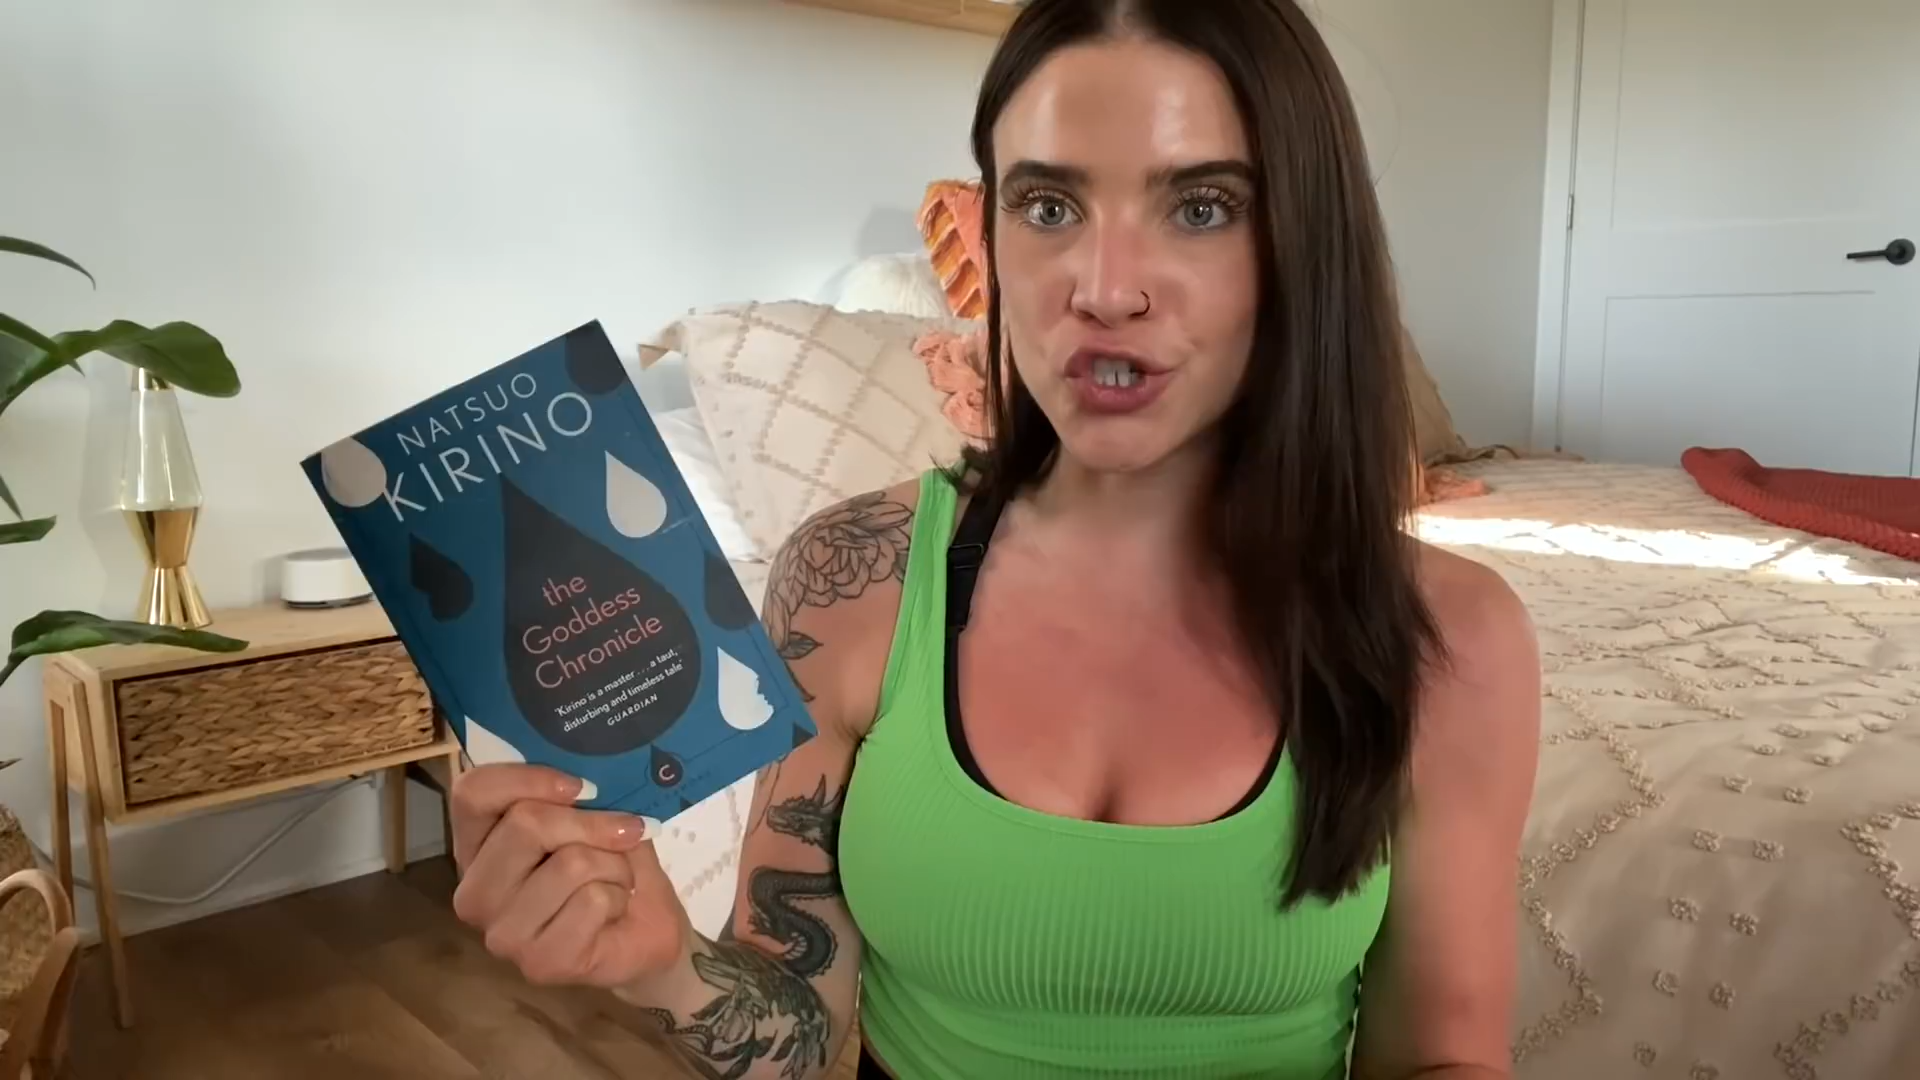 NATSUO
KIRINO
the
Goddess
Chronicle
'Kirino is a master . . . a taut,
disturbing and timeless tale'
GUARDIAN
C